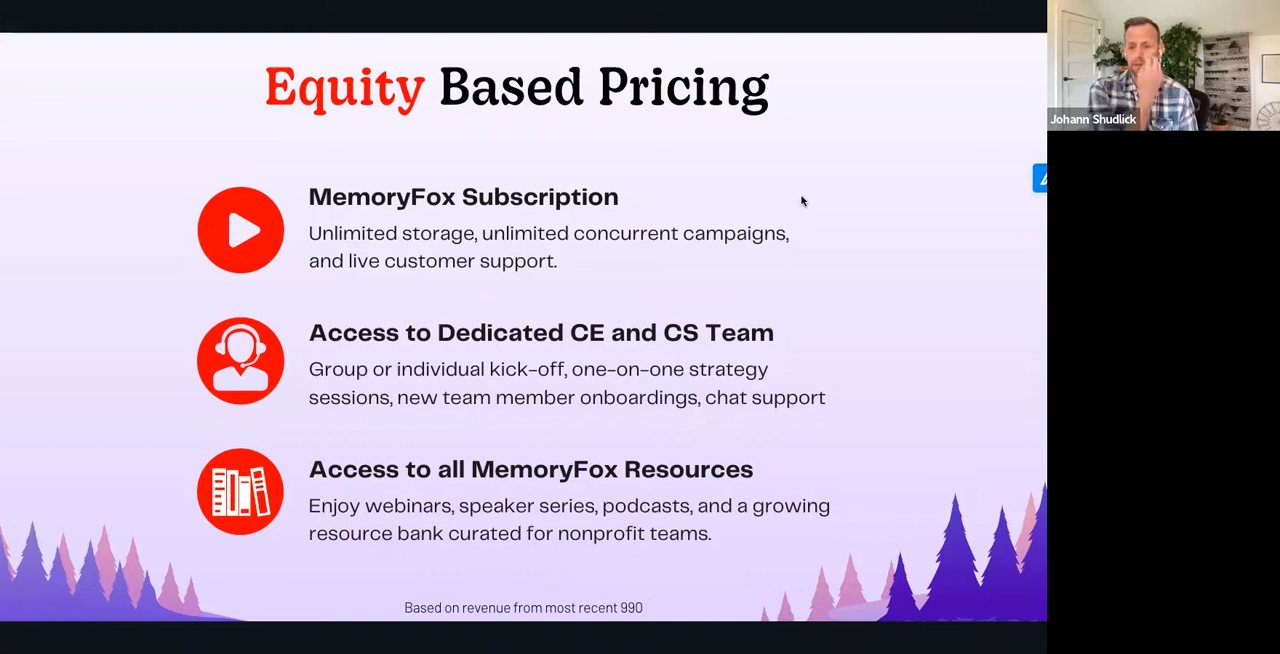 Equity Based Pricing
Johann Shudlick
MemoryFox Subscription
Unlimited storage, unlimited concurrent campaigns,
and live customer support.
Access to Dedicated CE and CS Team
Group or individual kick-off, one-on-one strategy
sessions, new team member onboardings, chat support
Access to all MemoryFox Resources
Enjoy webinars, speaker series, podcasts, and a growing
resource bank curated for nonprofit teams.
Based on revenue from most recent 990